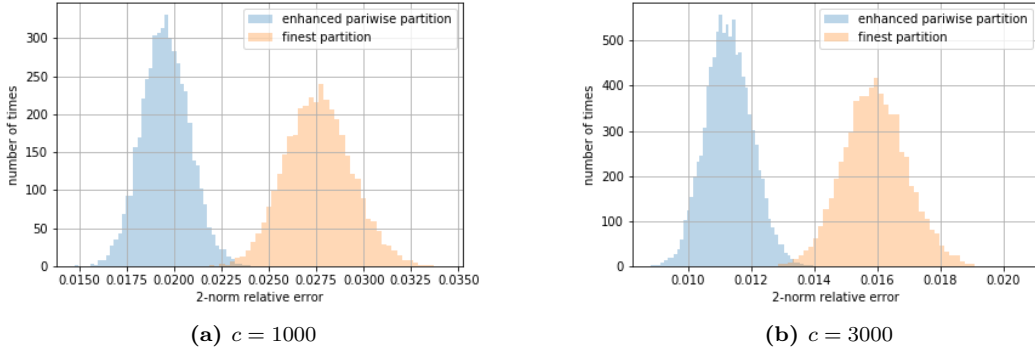 enhanced pariwise partition
finest partition
number of times
300
250
200
150
100
50
0
0.0150 0.0175 0.0200 0.0225 0.0250 0.0275 0.0300 0.0325 0.0350
2-norm relative error
(a) c = 1000
enhanced pariwise partition
finest partition
number of times
500
400
300
200
100
0
0.010 0.012 0.014 0.016 0.018 0.020
2-norm relative error
(b) c = 3000